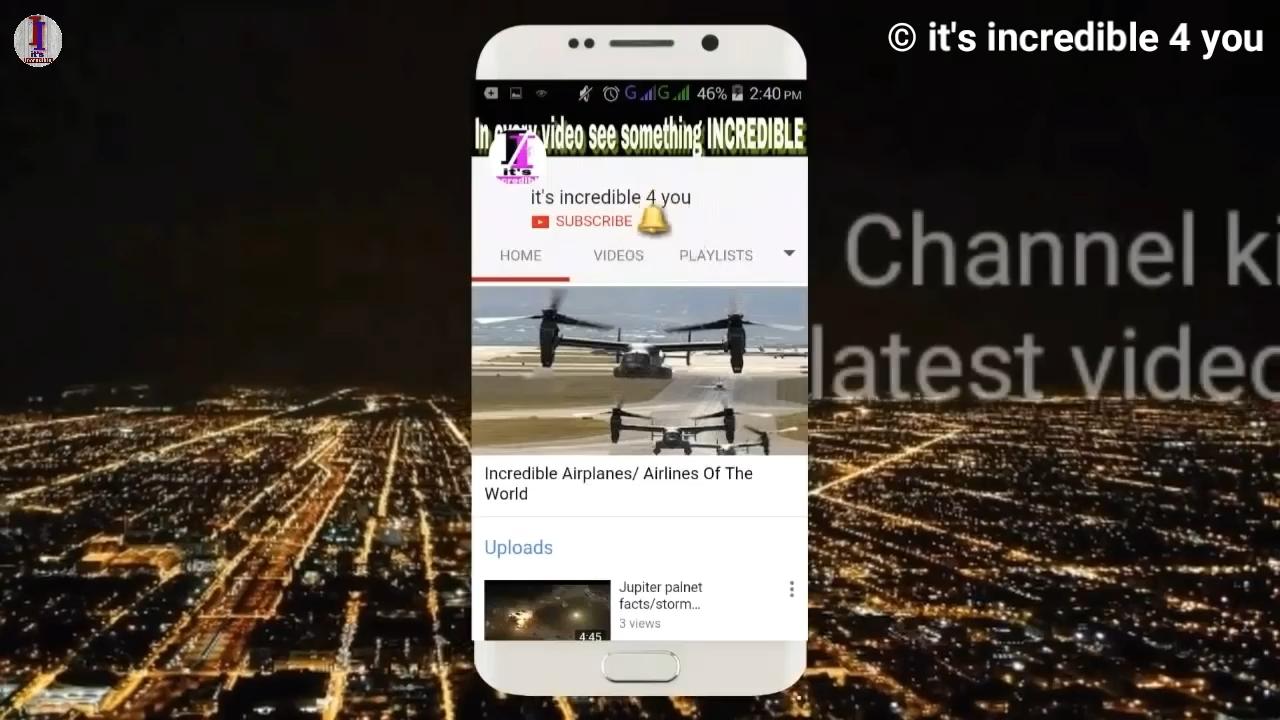 © it's incredible 4 you
46% 2:40 PM
In every video see something INCREDIBLE
it's
it's incredible 4 you
SUBSCRIBE
HOME VIDEOS PLAYLISTS
Channel ki
latest video
Incredible Airplanes/ Airlines Of The
World
Uploads
Jupiter palnet
facts/storm...
3 views
4:45